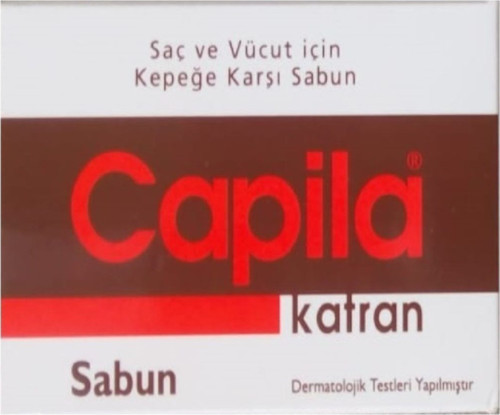 Saç ve Vücut için
Kepeğe Karşı Sabun
Capila®
katran
Sabun
Dermatolojik Testleri Yapılmıştır